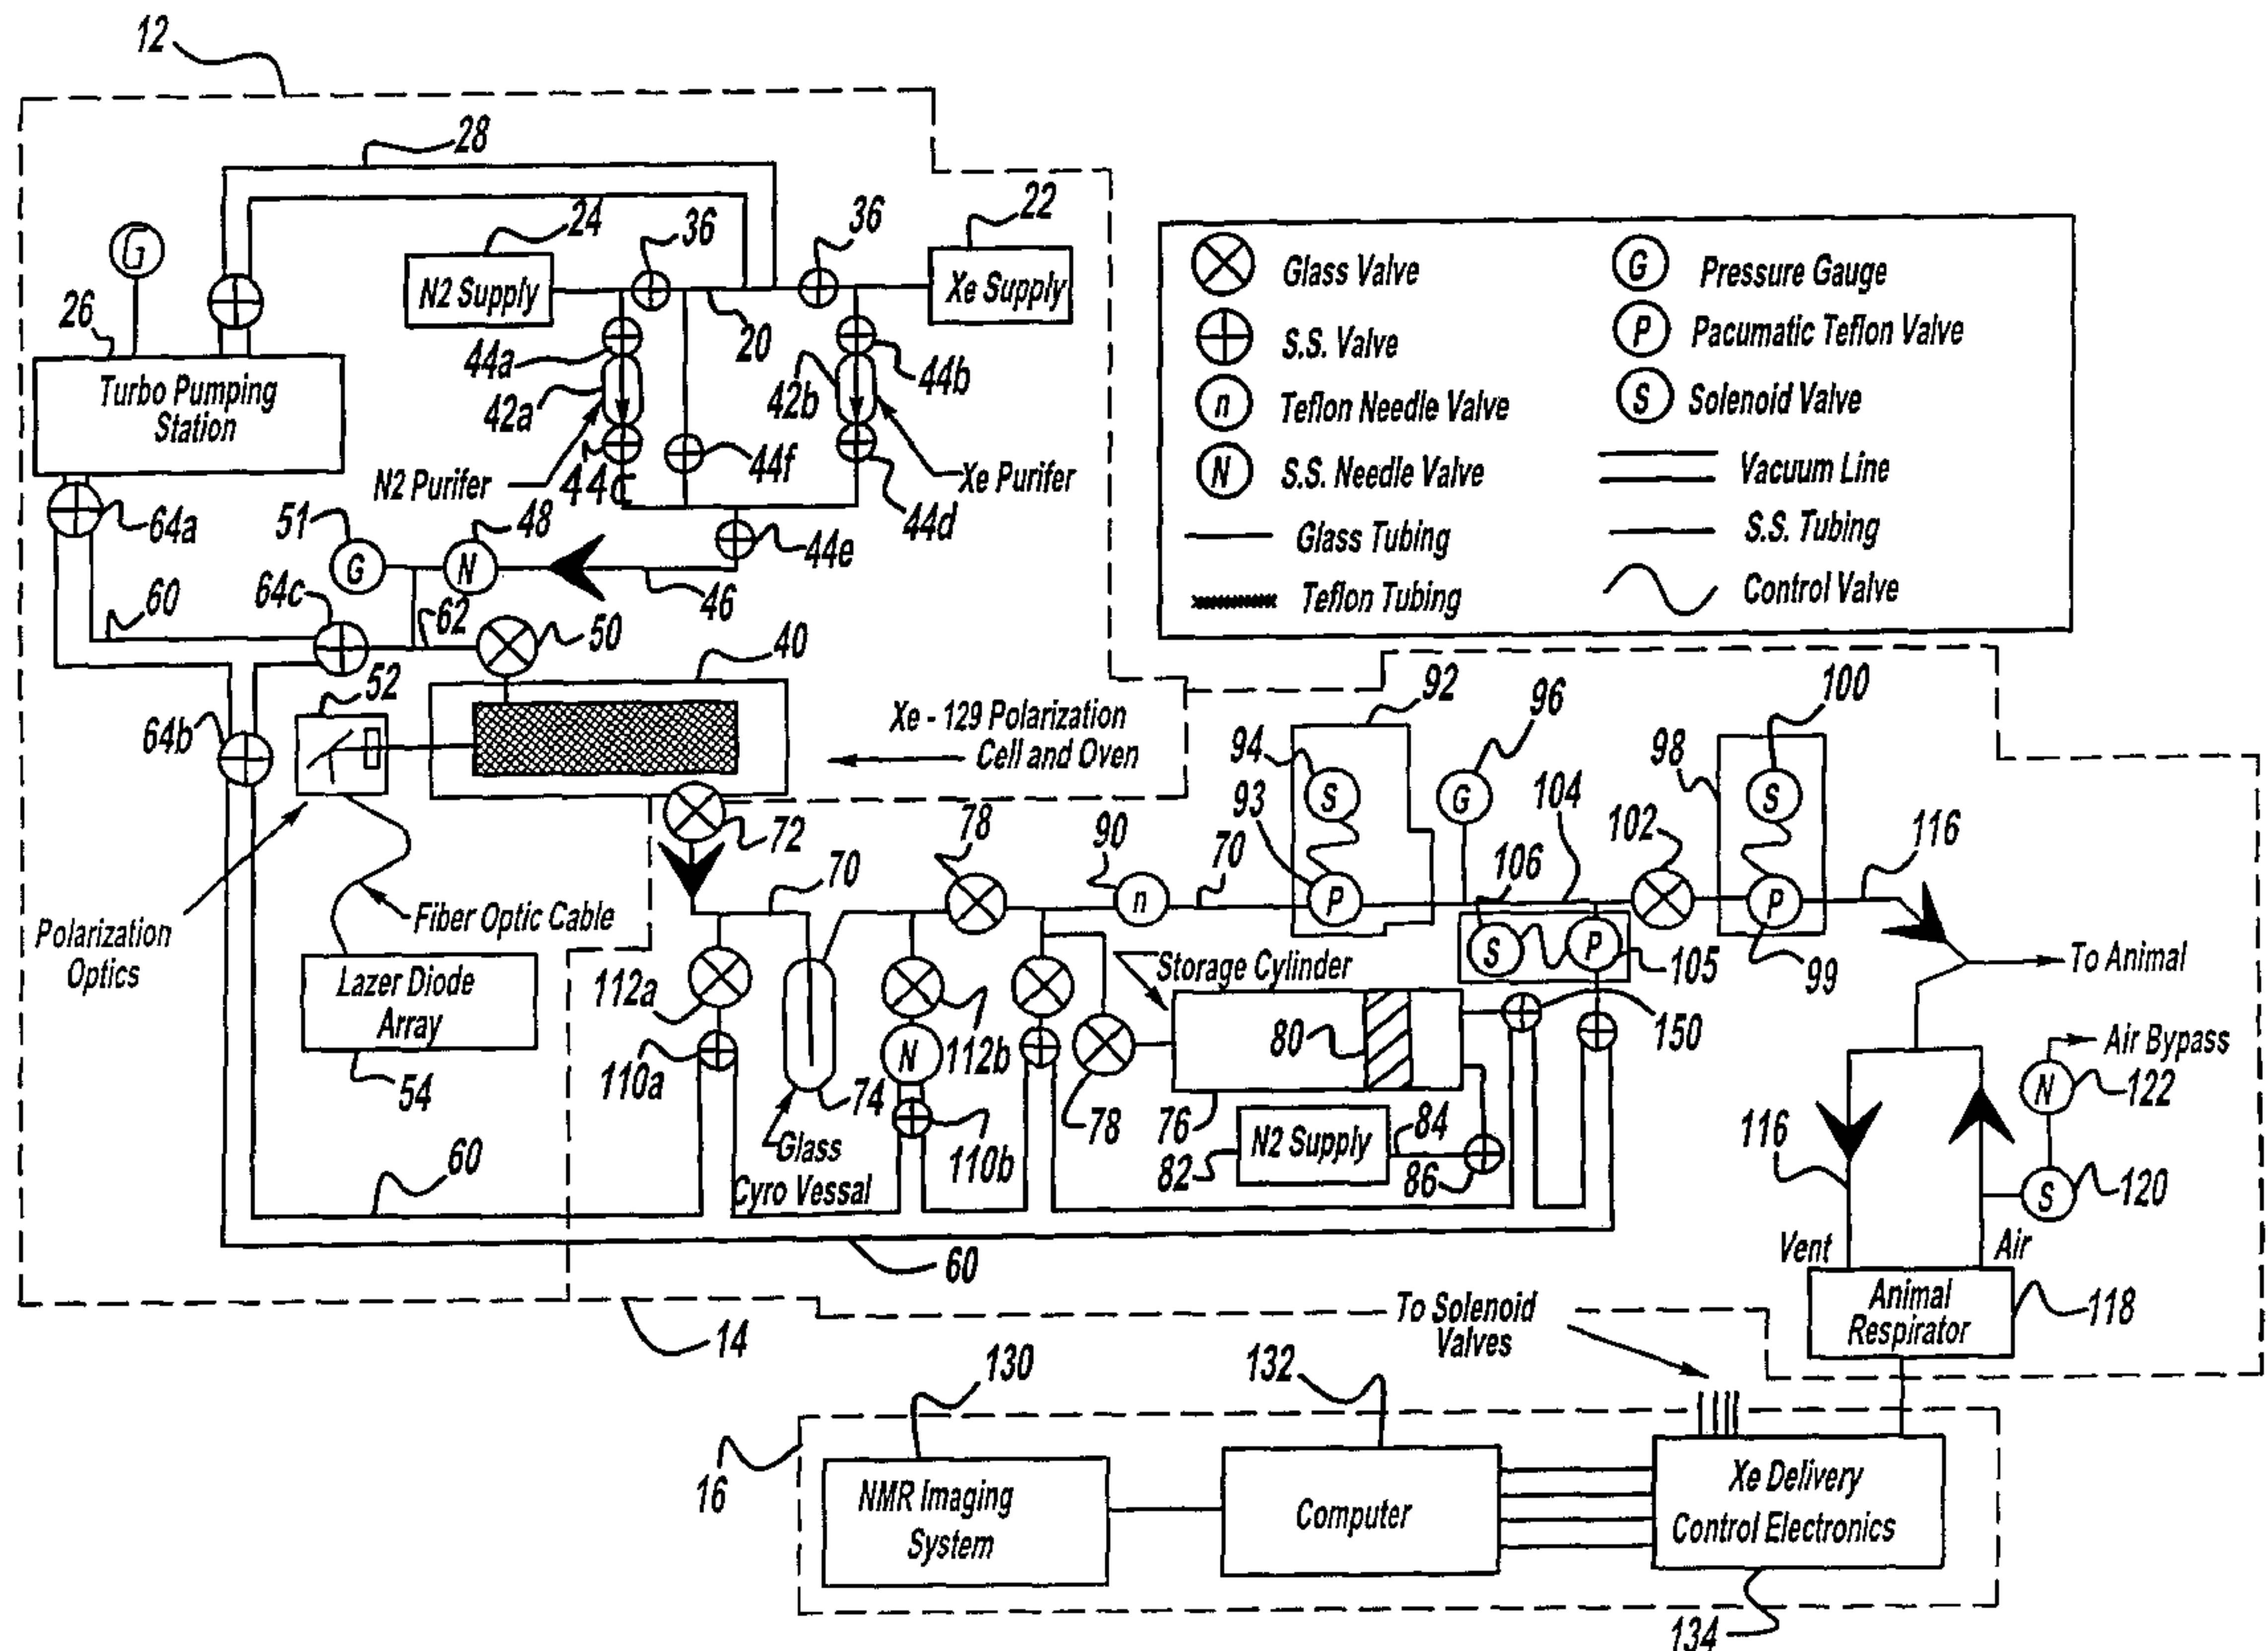 12
28
24
36
36
22
G
N2 Supply
Xe Supply
26
44a
20
44b
Turbo Pumping
Station
42a
42b
N2 Purifer
44c
44f
Xe Purifer
64a
51
48
44d
G
N
44e
60
64c
62
46
50
52
40
64b
Xe - 129 Polarization
Cell and Oven
72
Polarization
Optics
Fiber Optic Cable
Lazer Diode
Array
54
Glass Valve
S.S. Valve
n
Teflon Needle Valve
N
S.S. Needle Valve
Glass Tubing
Teflon Tubing
G
Pressure Gauge
P
Pacumatic Teflon Valve
S
Solenoid Valve
Vacuum Line
S.S. Tubing
Control Valve
92
96
100
94
S
G
98
S
93
78
90
104
102
116
70
n
70
P
106
P
S
P
105
99
To Animal
112a
Storage Cylinder
150
110a
N
112b
80
Air Bypass
N
122
74
78
76
N2 Supply
84
82
86
110b
Glass
Cyro Vessal
116
S
120
60
60
Vent
Air
Animal
Respirator
118
14
To Solenoid
Valves
130
132
16
NMR Imaging
System
Computer
Xe Delivery
Control Electronics
134